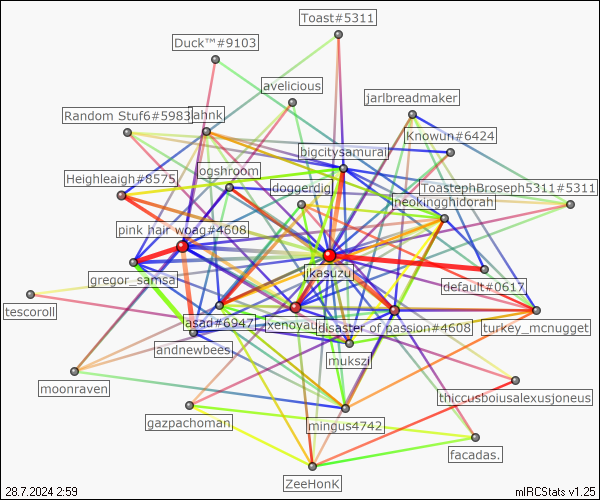 Toast#5311
Duck™#9103
avelicious
jarlbreadmaker
Random Stuf6#5983
ahnk
Knowun#6424
bigcitysamurai
ogshroom
Heighleaigh#8575
doggerdig
ToastephBroseph5311#5311
neokingghidorah
pink hair woag#4608
ikasuzu
gregor_samsa
default#0617
tescoroll
asad#6947
xenoyaut
disaster of passion#4608
turkey_mcnugget
andnewbees
mukszi
moonraven
thiccusboiusalexusjoneus
gazpachoman
mingus4742
facadas.
ZeeHonK
28.7.2024 2:59
mIRCStats v1.25